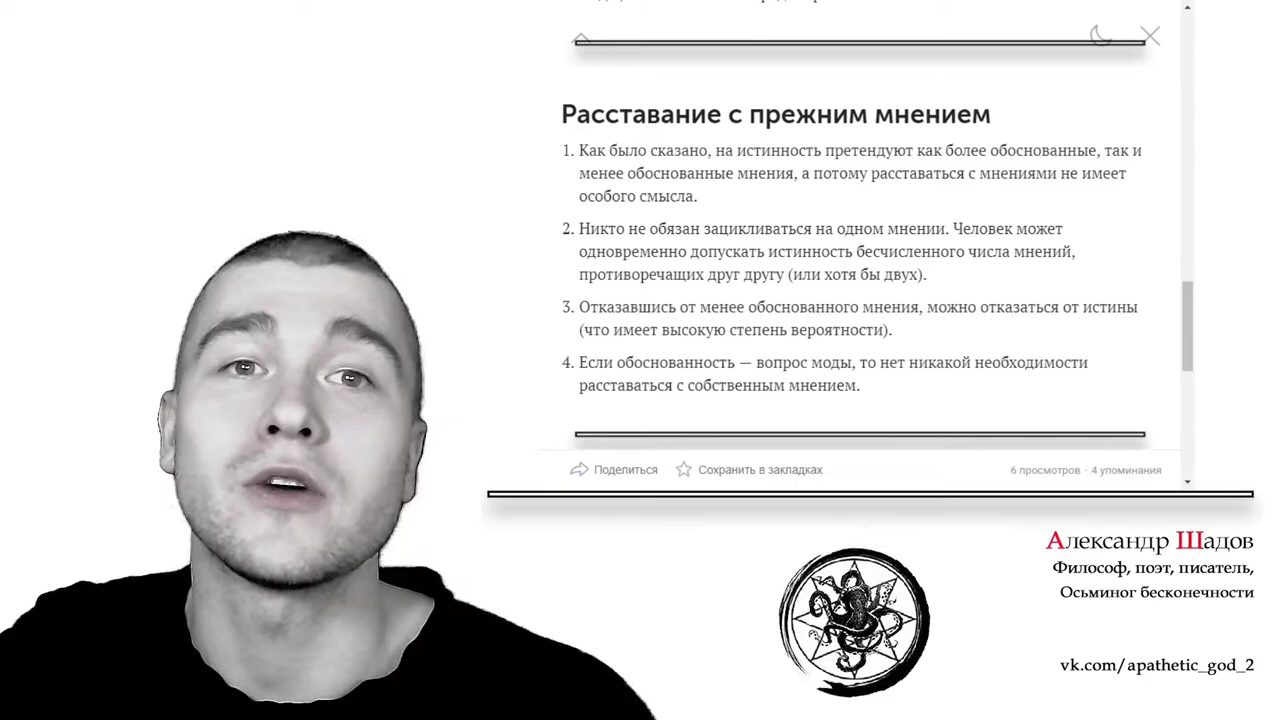 Расставание с прежним мнением
1. Как было сказано, на истинность претендуют как более обоснованные, так и
менее обоснованные мнения, а потому расставаться с мнениями не имеет
особого смысла.
2. Никто не обязан зацикливаться на одном мнении. Человек может
одновременно допускать истинность бесчисленного числа мнений,
противоречащих друг другу (или хотя бы двух).
3. Отказавшись от менее обоснованного мнения, можно отказаться от истины
(что имеет высокую степень вероятности).
4. Если обоснованность — вопрос моды, то нет никакой необходимости
расставаться с собственным мнением.
Поделиться Сохранить в закладках 6 просмотров · 4 упоминания
Александр Шадов
Философ, поэт, писатель,
Осьминог бесконечности
vk.com/apathetic_god_2